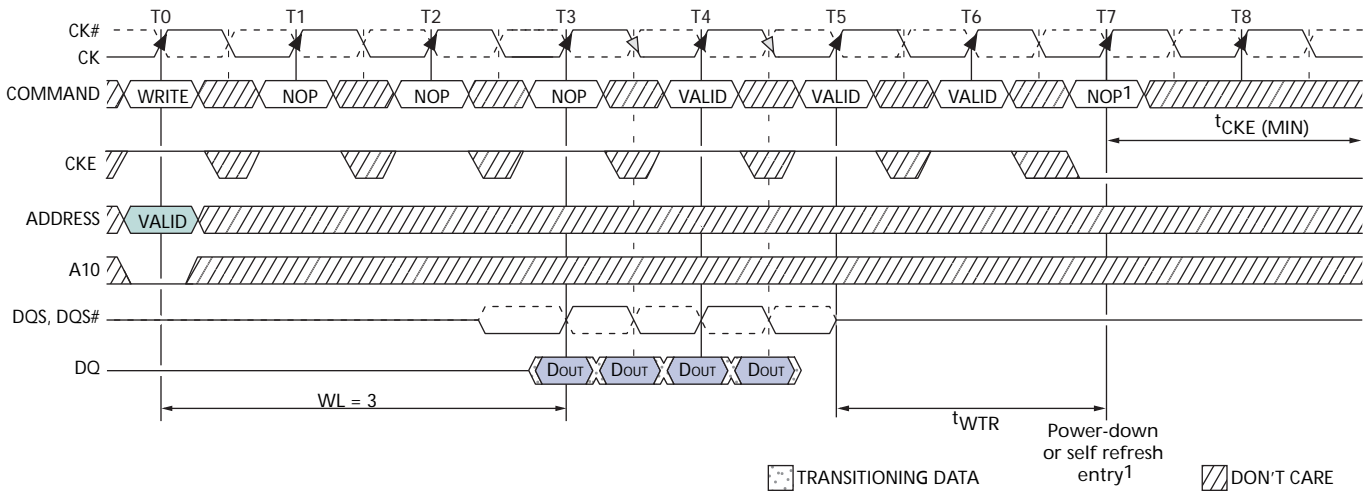 T0 T1 T2 T3 T4 T5 T6 T7 T8
CK#
CK
COMMAND WRITE NOP NOP NOP VALID VALID VALID NOP1
tCKE (MIN)
CKE
ADDRESS VALID
A10
DQS, DQS#
DQ DOUT DOUT DOUT DOUT
WL = 3
tWTR
Power-down
or self refresh
entry1
TRANSITIONING DATA DON'T CARE